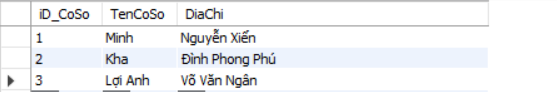 iD_CoSo TenCoSo DiaChi
1 Minh Nguyễn Xiển
2 Kha Đình Phong Phú
3 Lợi Anh Võ Văn Ngân